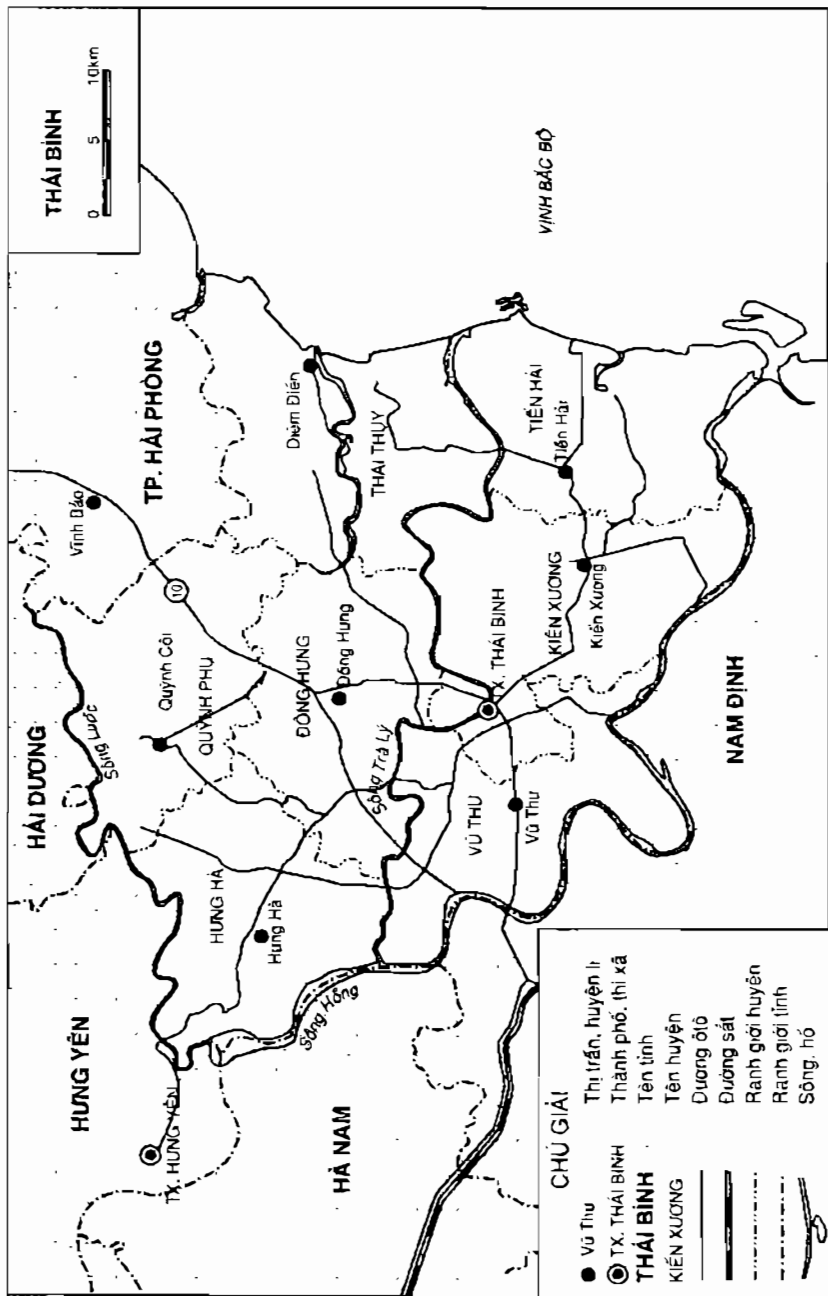 THÁI BÌNH
0 5 10km
HẢI DƯƠNG
HƯNG YÊN
TP. HẢI PHÒNG
HÀ NAM
NAM ĐỊNH
VỊNH BẮC BỘ
Vĩnh Bảo
10
Sông Luộc
Quỳnh Côi
QUỲNH PHỤ
Diêm Điền
THÁI THỤY
ĐÔNG HƯNG
Đông Hưng
HƯNG HÀ
Hưng Hà
TX. HƯNG YÊN
Sông Hồng
Sông Trà Lý
TX. THÁI BÌNH
VŨ THƯ
Vũ Thư
KIẾN XƯƠNG
Kiến Xương
TIỀN HẢI
Tiền Hải
CHÚ GIẢI
Vũ Thư Thị trấn, huyện lị
TX. THÁI BÌNH Thành phố, thị xã
THÁI BÌNH Tên tỉnh
KIẾN XƯƠNG Tên huyện
Đường ôtô
Đường sắt
Ranh giới huyện
Ranh giới tỉnh
Sông, hồ